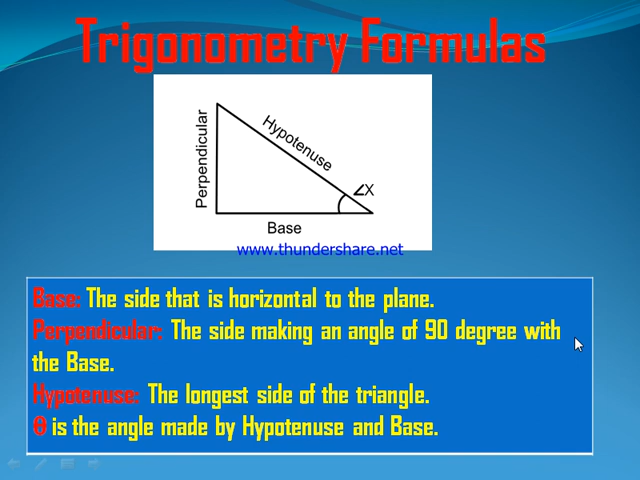 Trigonometry Formulas
Perpendicular
Hypotenuse
∠X
Base
www.thundershare.net
Base: The side that is horizontal to the plane.
Perpendicular: The side making an angle of 90 degree with
the Base.
Hypotenuse: The longest side of the triangle.
θ is the angle made by Hypotenuse and Base.